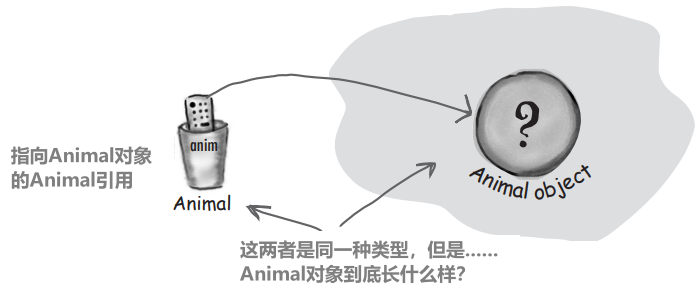 指向Animal对象
的Animal引用
anim
Animal
?
Animal object
这两者是同一种类型，但是……
Animal对象到底长什么样？